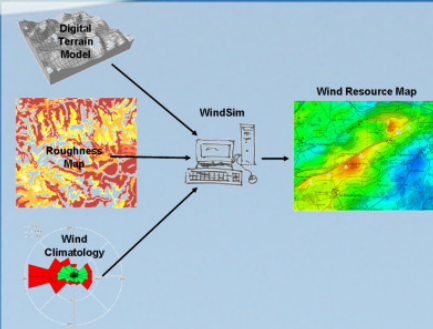 Digital
Terrain
Model
WindSim
Wind Resource Map
Roughness
Map
Wind
Climatology